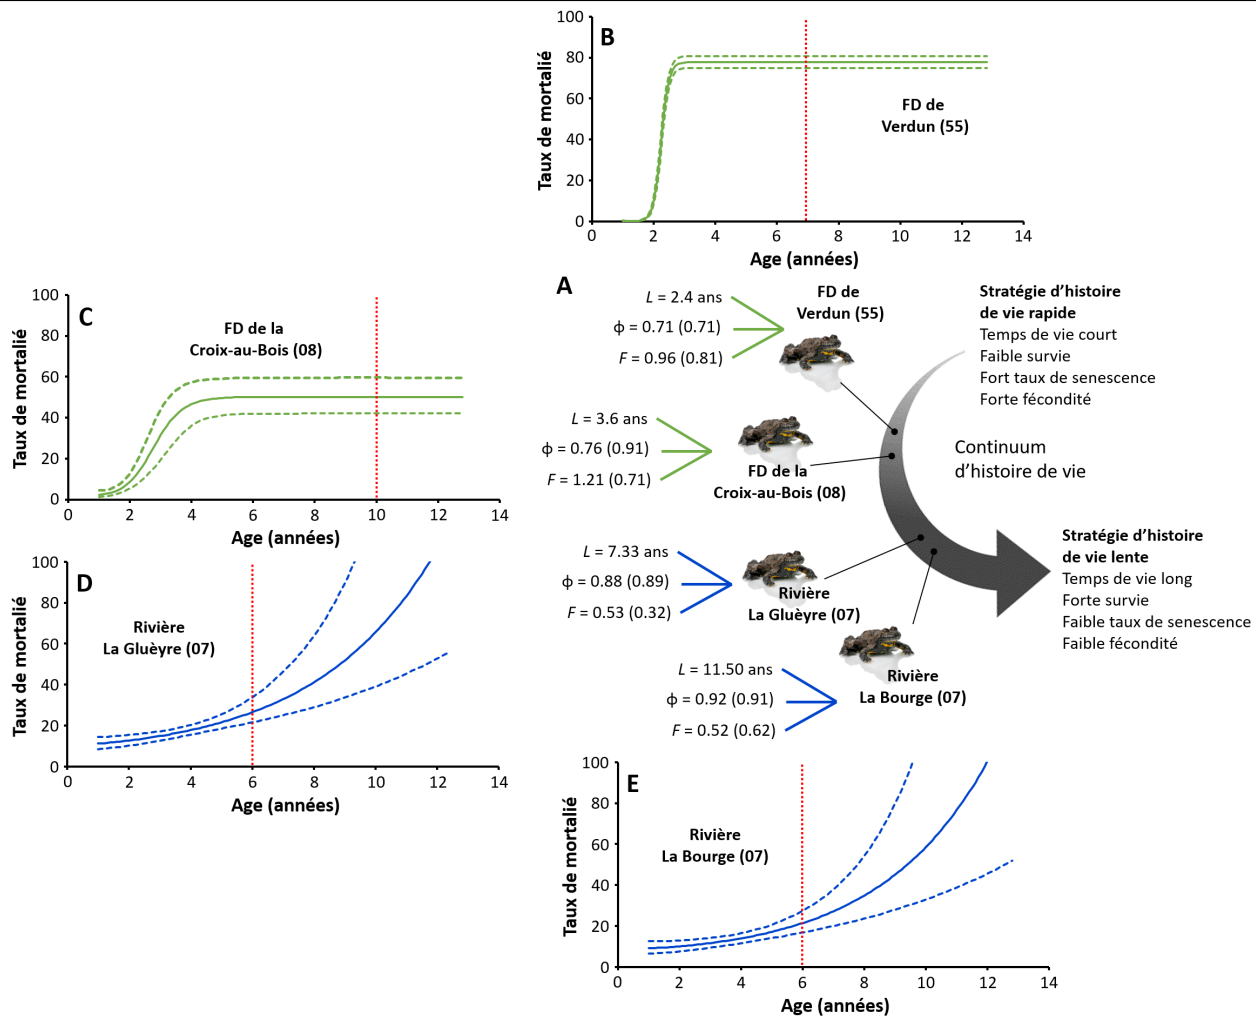 B
Taux de mortalié
100
80
60
40
20
0
FD de
Verdun (55)
0 2 4 6 8 10 12 14
Age (années)
C
Taux de mortalié
100
80
60
40
20
0
FD de la
Croix-au-Bois (08)
0 2 4 6 8 10 12 14
Age (années)
A
L = 2.4 ans
ϕ = 0.71 (0.71)
F = 0.96 (0.81)
FD de
Verdun (55)
L = 3.6 ans
ϕ = 0.76 (0.91)
F = 1.21 (0.71)
FD de la
Croix-au-Bois (08)
L = 7.33 ans
ϕ = 0.88 (0.89)
F = 0.53 (0.32)
Rivière
La Gluèyre (07)
L = 11.50 ans
ϕ = 0.92 (0.91)
F = 0.52 (0.62)
Rivière
La Bourge (07)
Stratégie d’histoire
de vie rapide
Temps de vie court
Faible survie
Fort taux de senescence
Forte fécondité
Continuum
d’histoire de vie
Stratégie d’histoire
de vie lente
Temps de vie long
Forte survie
Faible taux de senescence
Faible fécondité
D
Taux de mortalié
100
80
60
40
20
0
Rivière
La Gluèyre (07)
0 2 4 6 8 10 12 14
Age (années)
E
Taux de mortalié
100
80
60
40
20
0
Rivière
La Bourge (07)
0 2 4 6 8 10 12 14
Age (années)